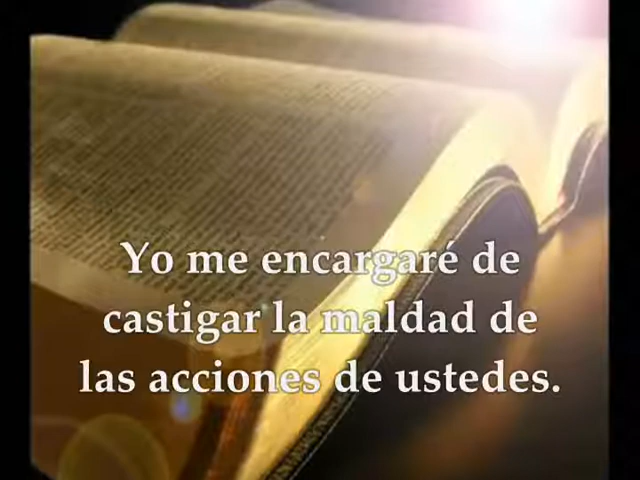 Yo me encargaré de
castigar la maldad de
las acciones de ustedes.